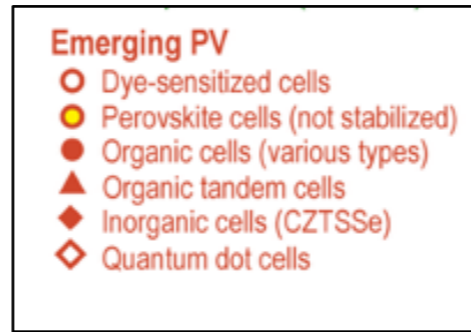 Emerging PV
Dye-sensitized cells
Perovskite cells (not stabilized)
Organic cells (various types)
Organic tandem cells
Inorganic cells (CZTSSe)
Quantum dot cells